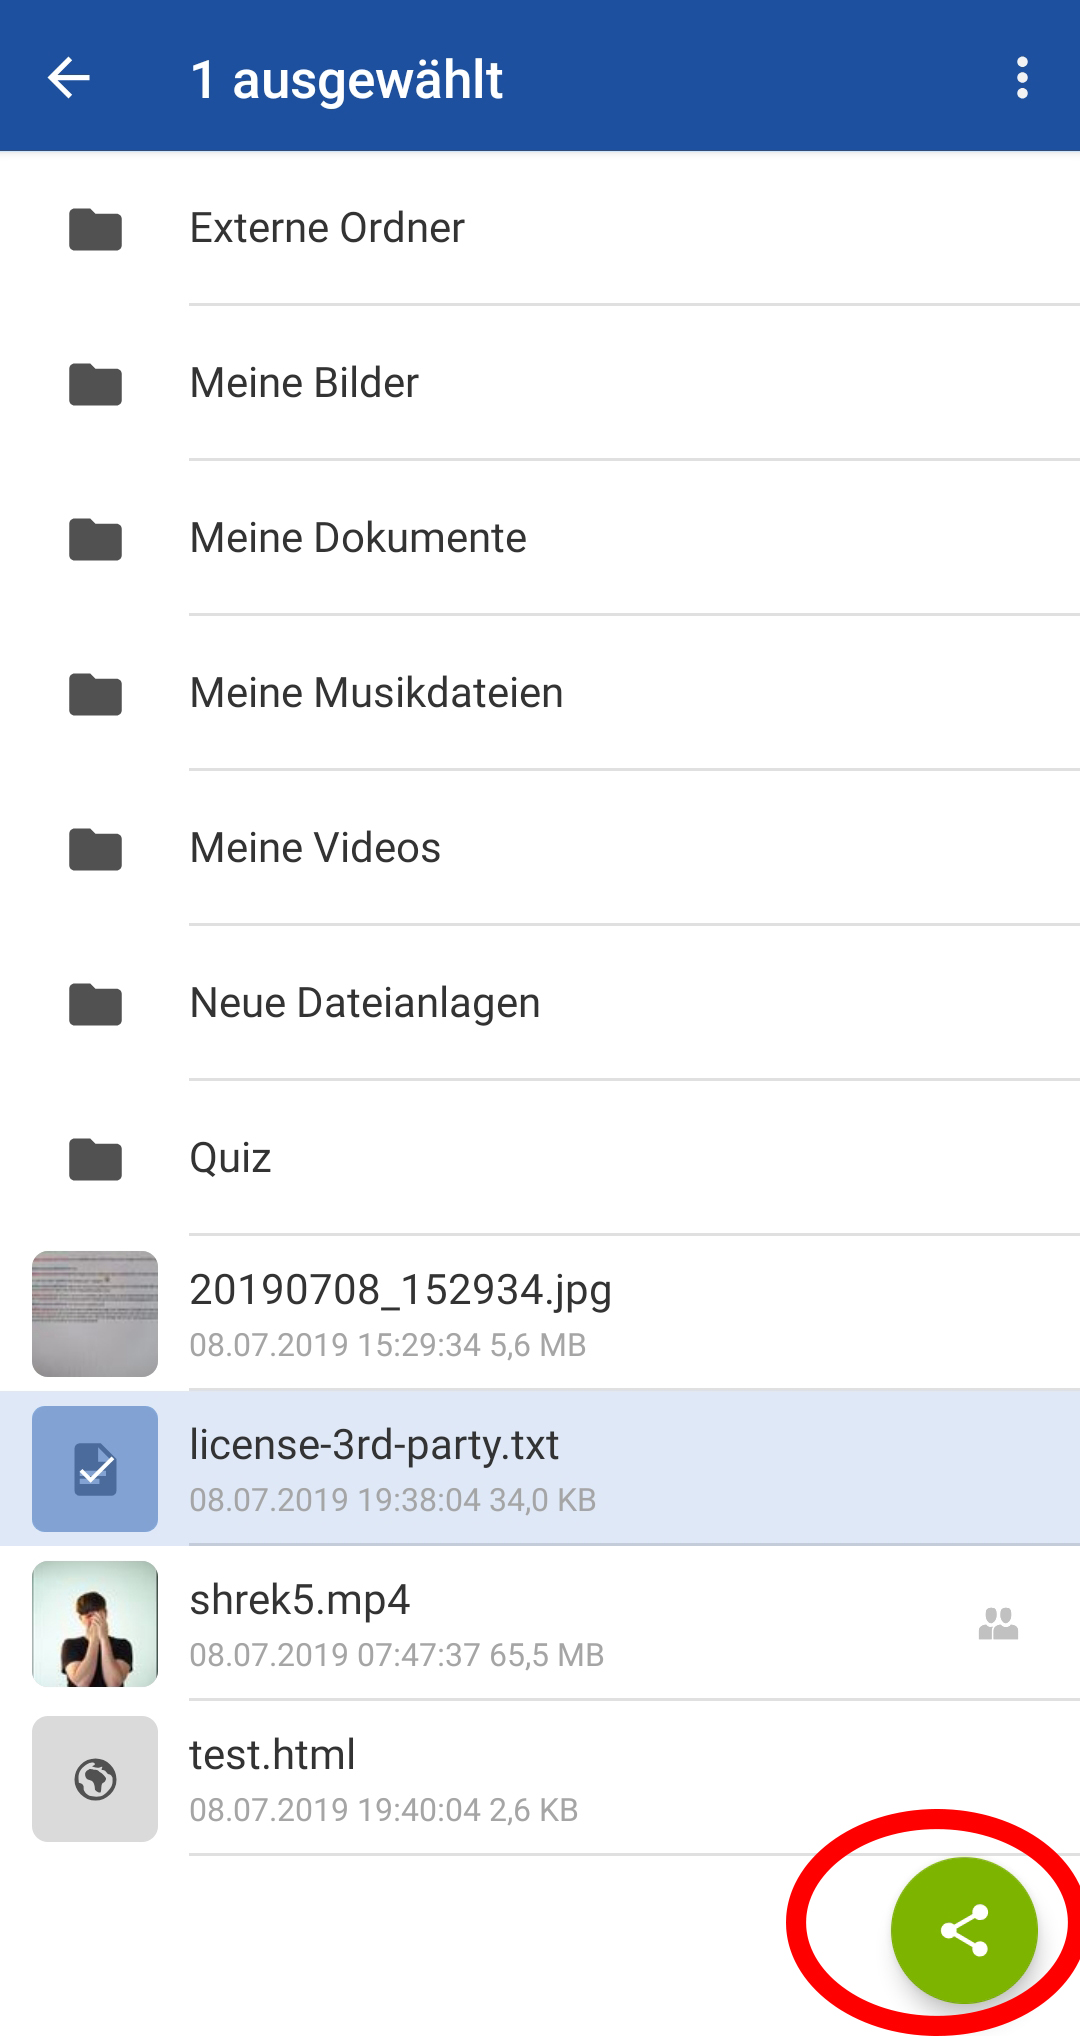 1 ausgewählt
Externe Ordner
Meine Bilder
Meine Dokumente
Meine Musikdateien
Meine Videos
Neue Dateianlagen
Quiz
20190708_152934.jpg
08.07.2019 15:29:34 5,6 MB
license-3rd-party.txt
08.07.2019 19:38:04 34,0 KB
shrek5.mp4
08.07.2019 07:47:37 65,5 MB
test.html
08.07.2019 19:40:04 2,6 KB